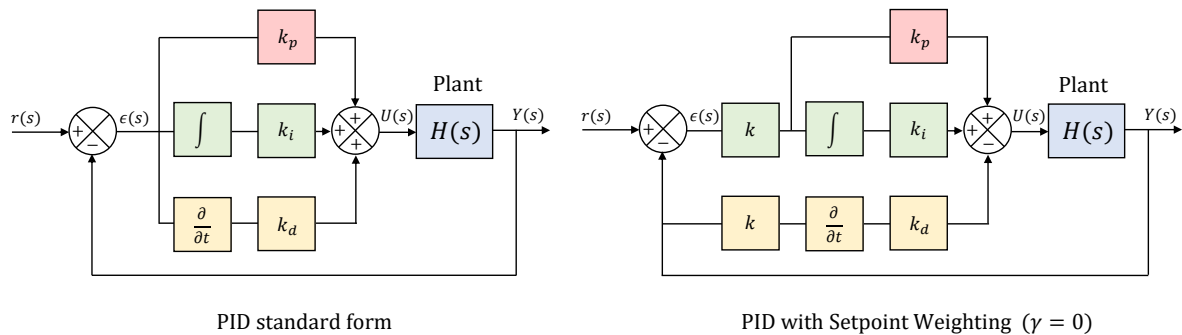 k_p
Plant
r(s)
+
−
ϵ(s)
∫
k_i
+
+
+
U(s)
H(s)
Y(s)
∂/∂t
k_d
PID standard form
k_p
Plant
r(s)
+
−
ϵ(s)
k
∫
k_i
+
+
−
U(s)
H(s)
Y(s)
k
∂/∂t
k_d
PID with Setpoint Weighting (γ = 0)